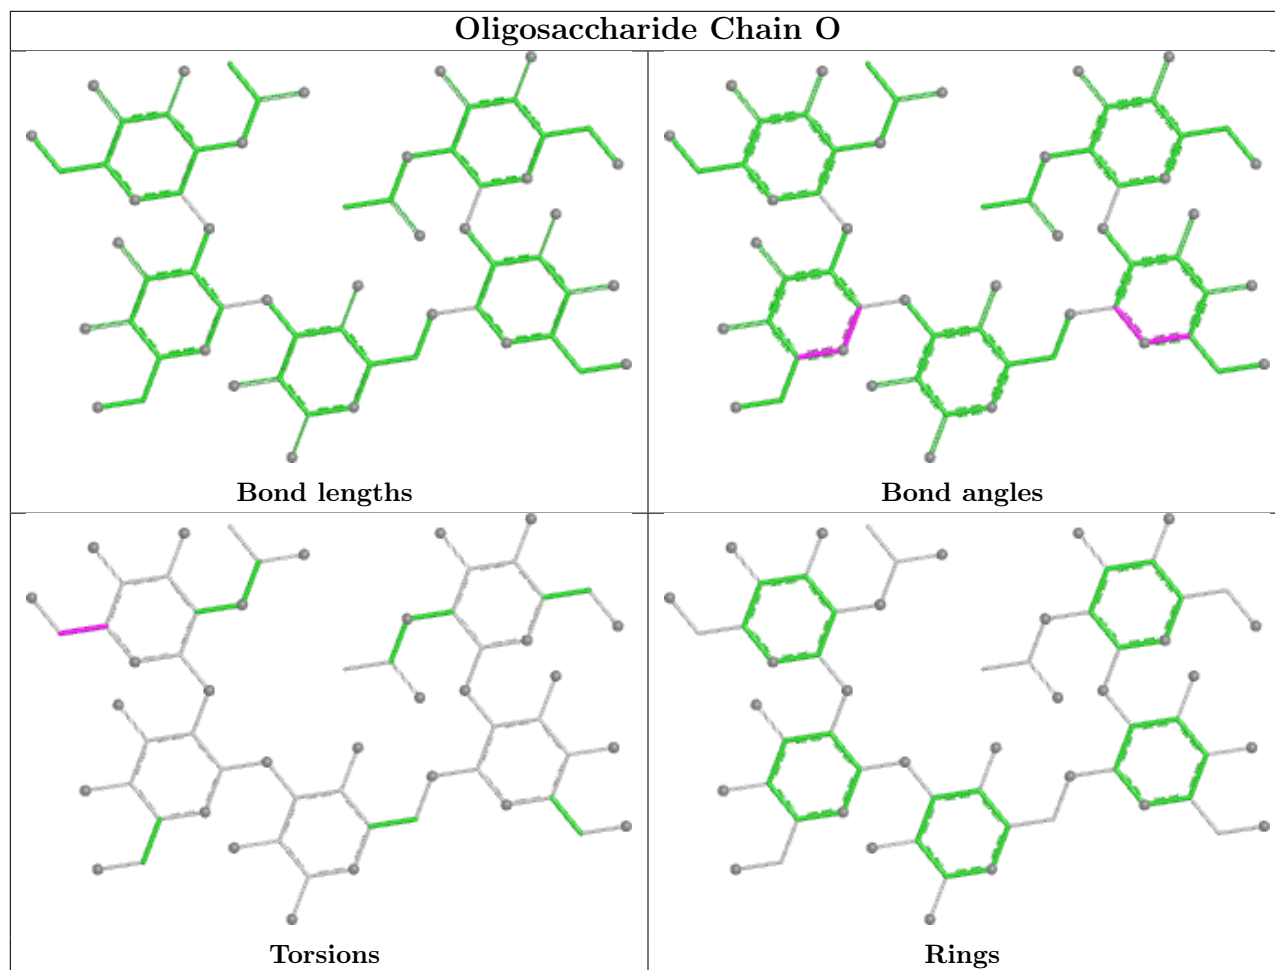 Oligosaccharide Chain O
Bond lengths
Bond angles
Torsions
Rings